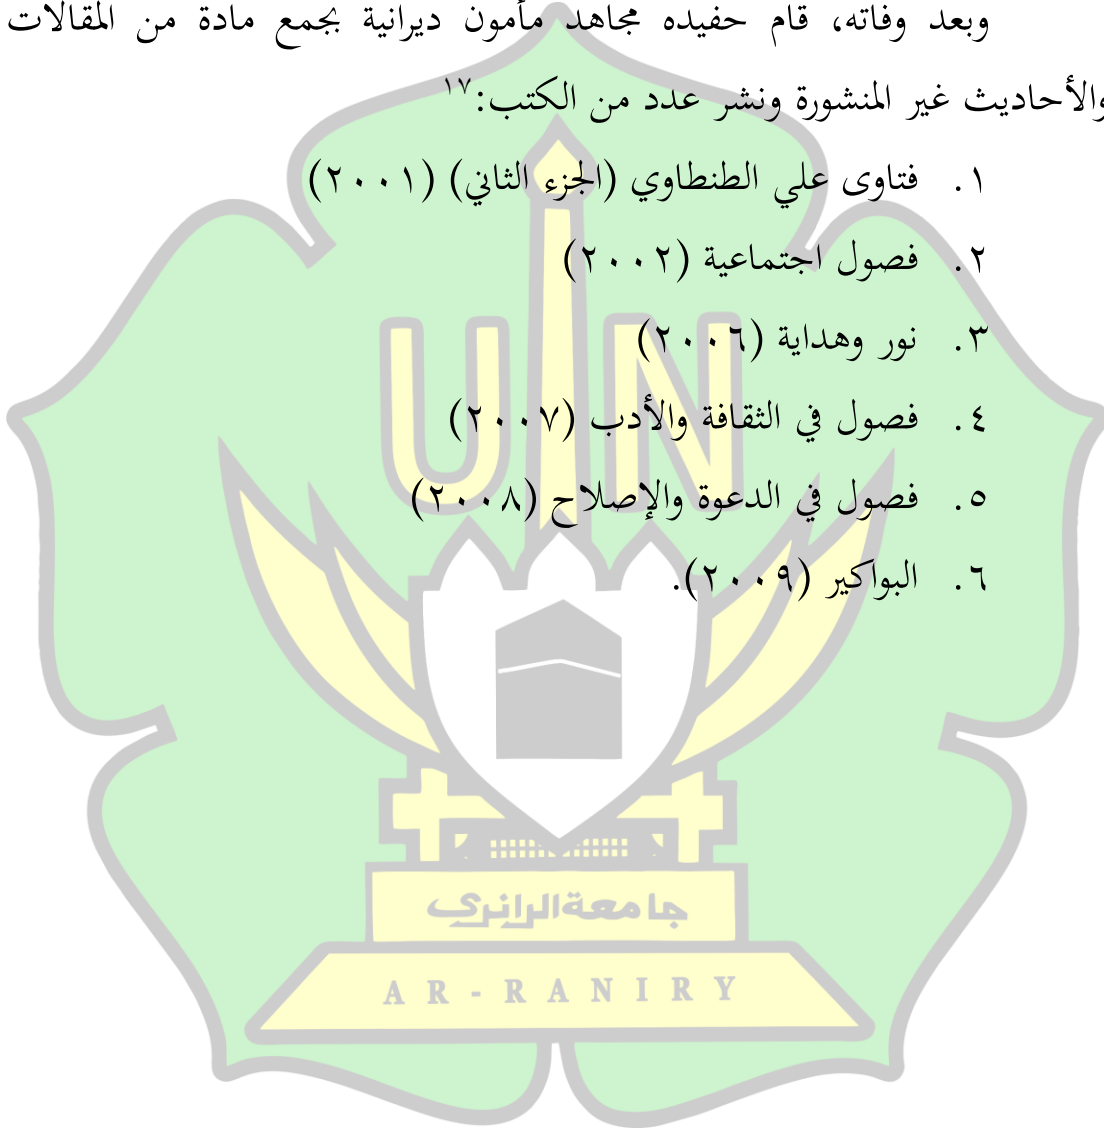 وبعد وفاته، قام حفيده مجاهد مأمون ديرانية بجمع مادة من المقالات
والأحاديث غير المنشورة ونشر عدد من الكتب:١٧
١. فتاوى علي الطنطاوي (الجزء الثاني) (٢٠٠١)
٢. فصول اجتماعية (٢٠٠٢)
٣. نور وهداية (٢٠٠٦)
٤. فصول في الثقافة والأدب (٢٠٠٧)
٥. فصول في الدعوة والإصلاح (٢٠٠٨)
٦. البواكير (٢٠٠٩).
UIN
جامعة الرانري
AR-RANIRY